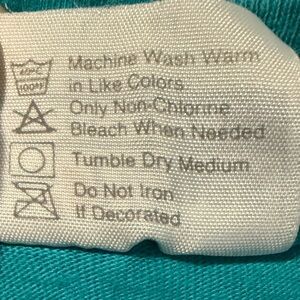 Machine Wash Warm
in Like Colors
Only Non-Chlorine
Bleach When Needed
Tumble Dry Medium
Do Not Iron
If Decorated